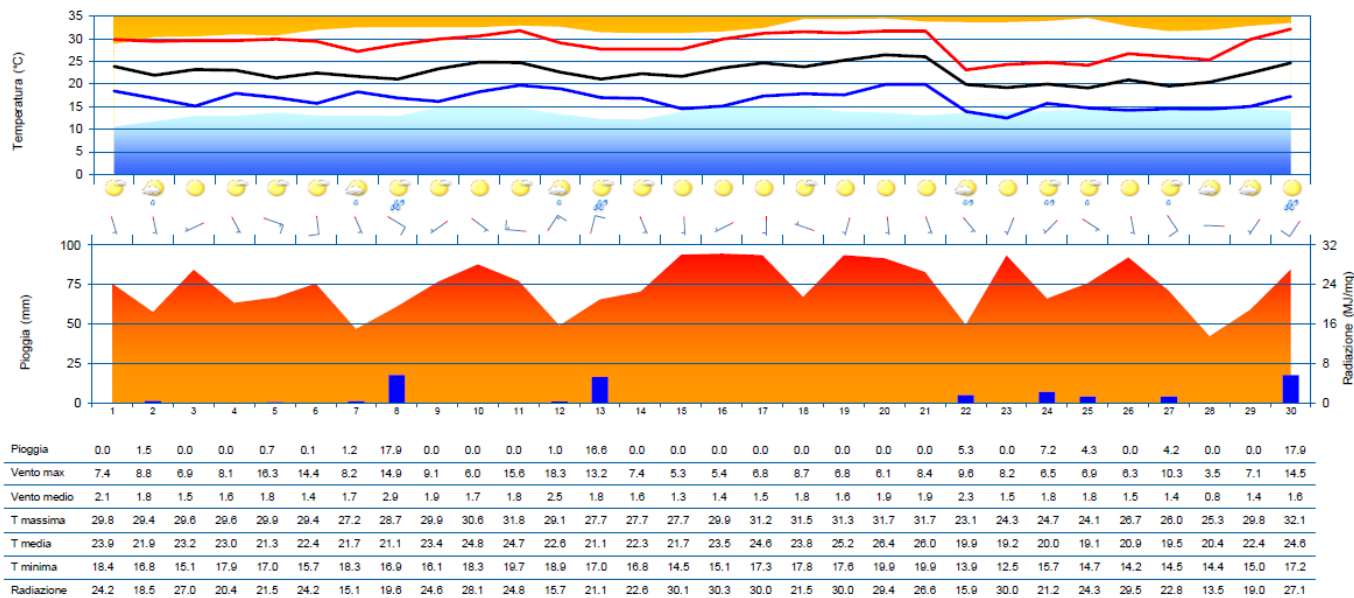 35
30
25
20
15
10
5
0
Temperatura (°C)
100
75
50
25
0
Pioggia (mm)
32
24
16
8
0
Radiazione (MJ/mq)
1 2 3 4 5 6 7 8 9 10 11 12 13 14 15 16 17 18 19 20 21 22 23 24 25 26 27 28 29 30
Pioggia 0.0 1.5 0.0 0.0 0.7 0.1 1.2 17.9 0.0 0.0 0.0 1.0 16.6 0.0 0.0 0.0 0.0 0.0 0.0 0.0 0.0 5.3 0.0 7.2 4.3 0.0 4.2 0.0 0.0 17.9
Vento max 7.4 8.8 6.9 8.1 16.3 14.4 8.2 14.9 9.1 6.0 15.6 18.3 13.2 7.4 5.3 5.4 6.8 8.7 6.8 6.1 8.4 9.6 8.2 6.5 6.9 6.3 10.3 3.5 7.1 14.5
Vento medio 2.1 1.8 1.5 1.6 1.8 1.4 1.7 2.9 1.9 1.7 1.8 2.5 1.8 1.6 1.3 1.4 1.5 1.8 1.6 1.9 1.9 2.3 1.5 1.8 1.8 1.5 1.4 0.8 1.4 1.6
T massima 29.8 29.4 29.6 29.6 29.9 29.4 27.2 28.7 29.9 30.6 31.8 29.1 27.7 27.7 27.7 29.9 31.2 31.5 31.3 31.7 31.7 23.1 24.3 24.7 24.1 26.7 26.0 25.3 29.8 32.1
T media 23.9 21.9 23.2 23.0 21.3 22.4 21.7 21.1 23.4 24.8 24.7 22.6 21.1 22.3 21.7 23.5 24.6 23.8 25.2 26.4 26.0 19.9 19.2 20.0 19.1 20.9 19.5 20.4 22.4 24.6
T minima 18.4 16.8 15.1 17.9 17.0 15.7 18.3 16.9 16.1 18.3 19.7 18.9 17.0 16.8 14.5 15.1 17.3 17.8 17.6 19.9 19.9 13.9 12.5 15.7 14.7 14.2 14.5 14.4 15.0 17.2
Radiazione 24.2 18.5 27.0 20.4 21.5 24.2 15.1 19.6 24.6 28.1 24.8 15.7 21.1 22.6 30.1 30.3 30.0 21.5 30.0 29.4 26.6 15.9 30.0 21.2 24.3 29.5 22.8 13.5 19.0 27.1